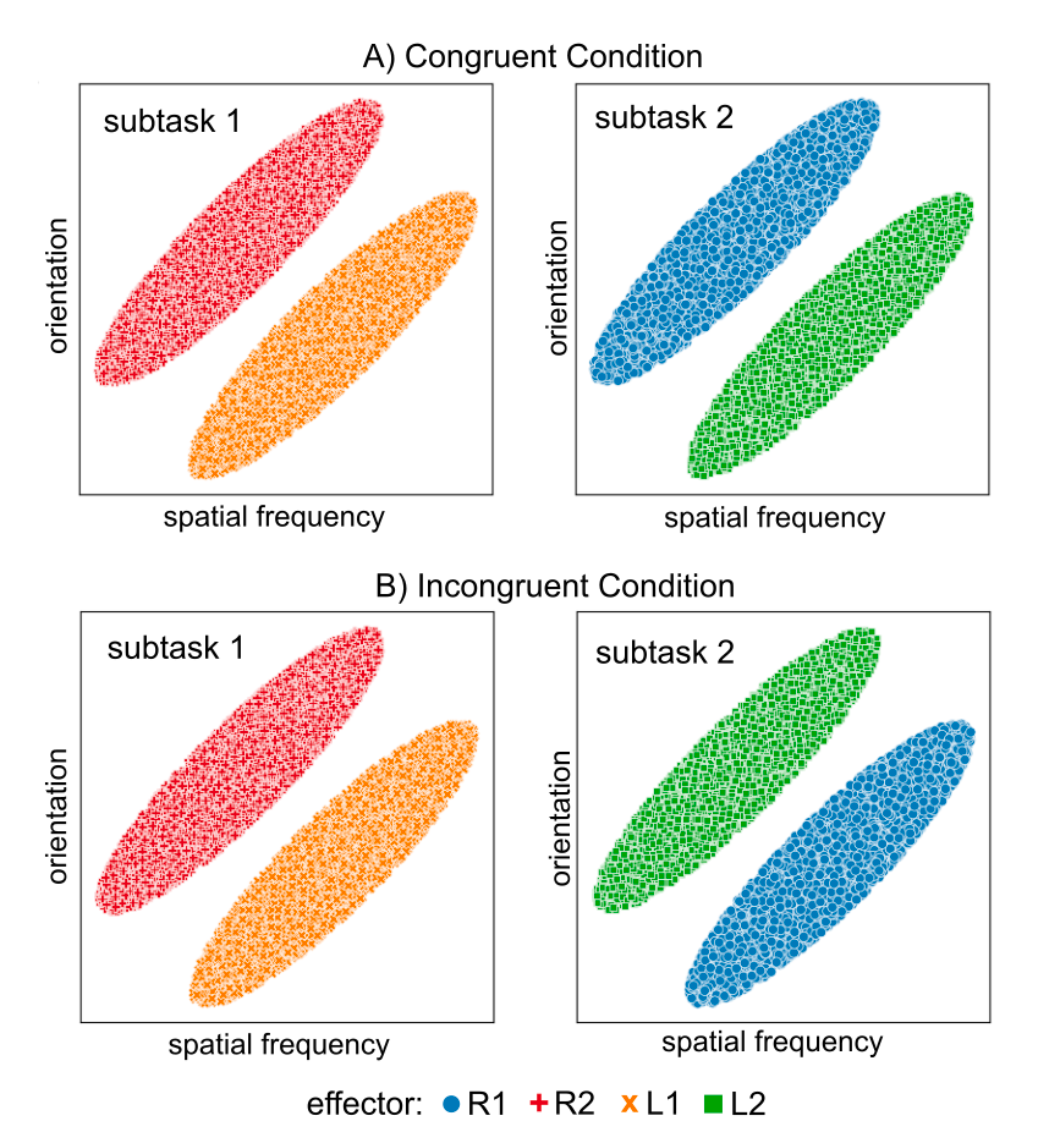 A) Congruent Condition
subtask 1
subtask 2
orientation
orientation
spatial frequency
spatial frequency
B) Incongruent Condition
subtask 1
subtask 2
orientation
orientation
spatial frequency
spatial frequency
effector: R1 R2 L1 L2